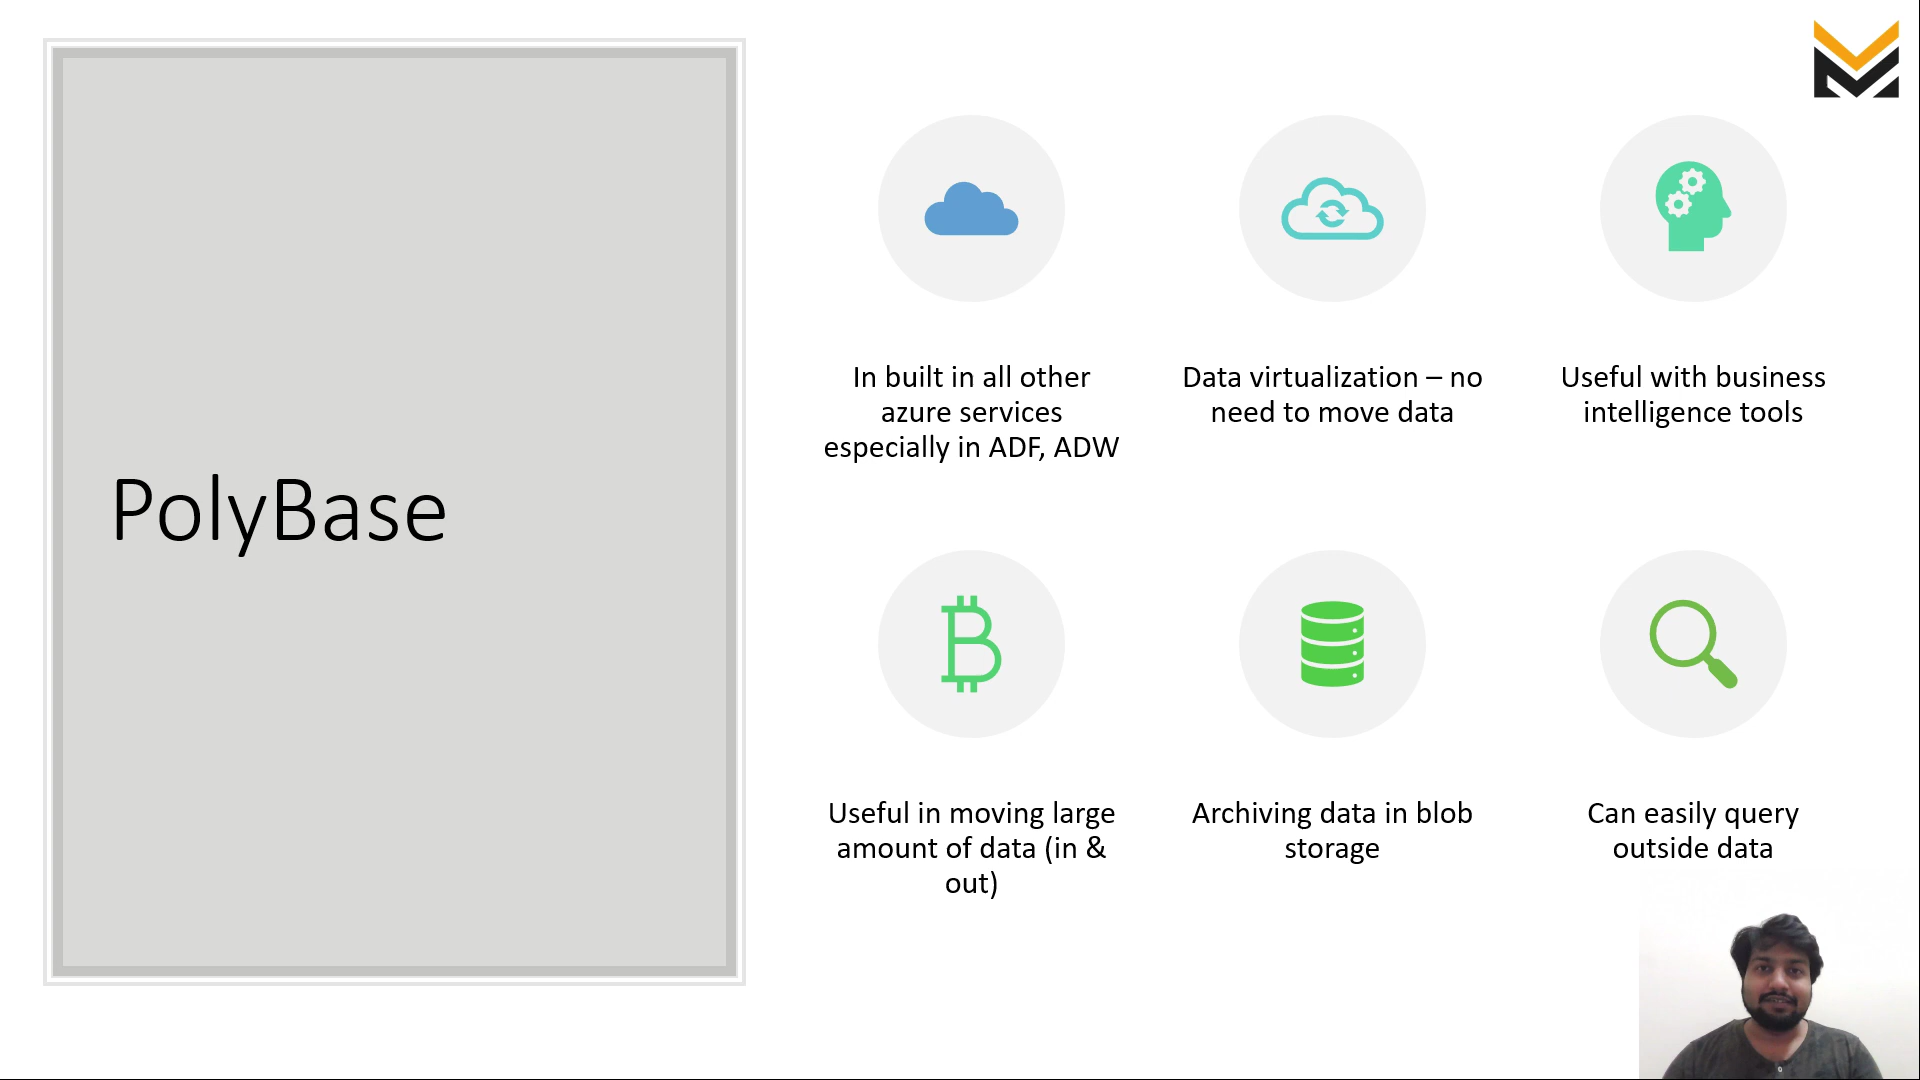 PolyBase
In built in all other
azure services
especially in ADF, ADW
Data virtualization – no
need to move data
Useful with business
intelligence tools
Useful in moving large
amount of data (in &
out)
Archiving data in blob
storage
Can easily query
outside data